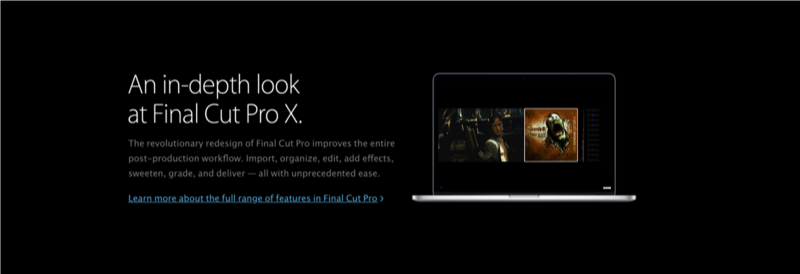 An in-depth look
at Final Cut Pro X.
The revolutionary redesign of Final Cut Pro improves the entire
post-production workflow. Import, organize, edit, add effects,
sweeten, grade, and deliver — all with unprecedented ease.
Learn more about the full range of features in Final Cut Pro ›